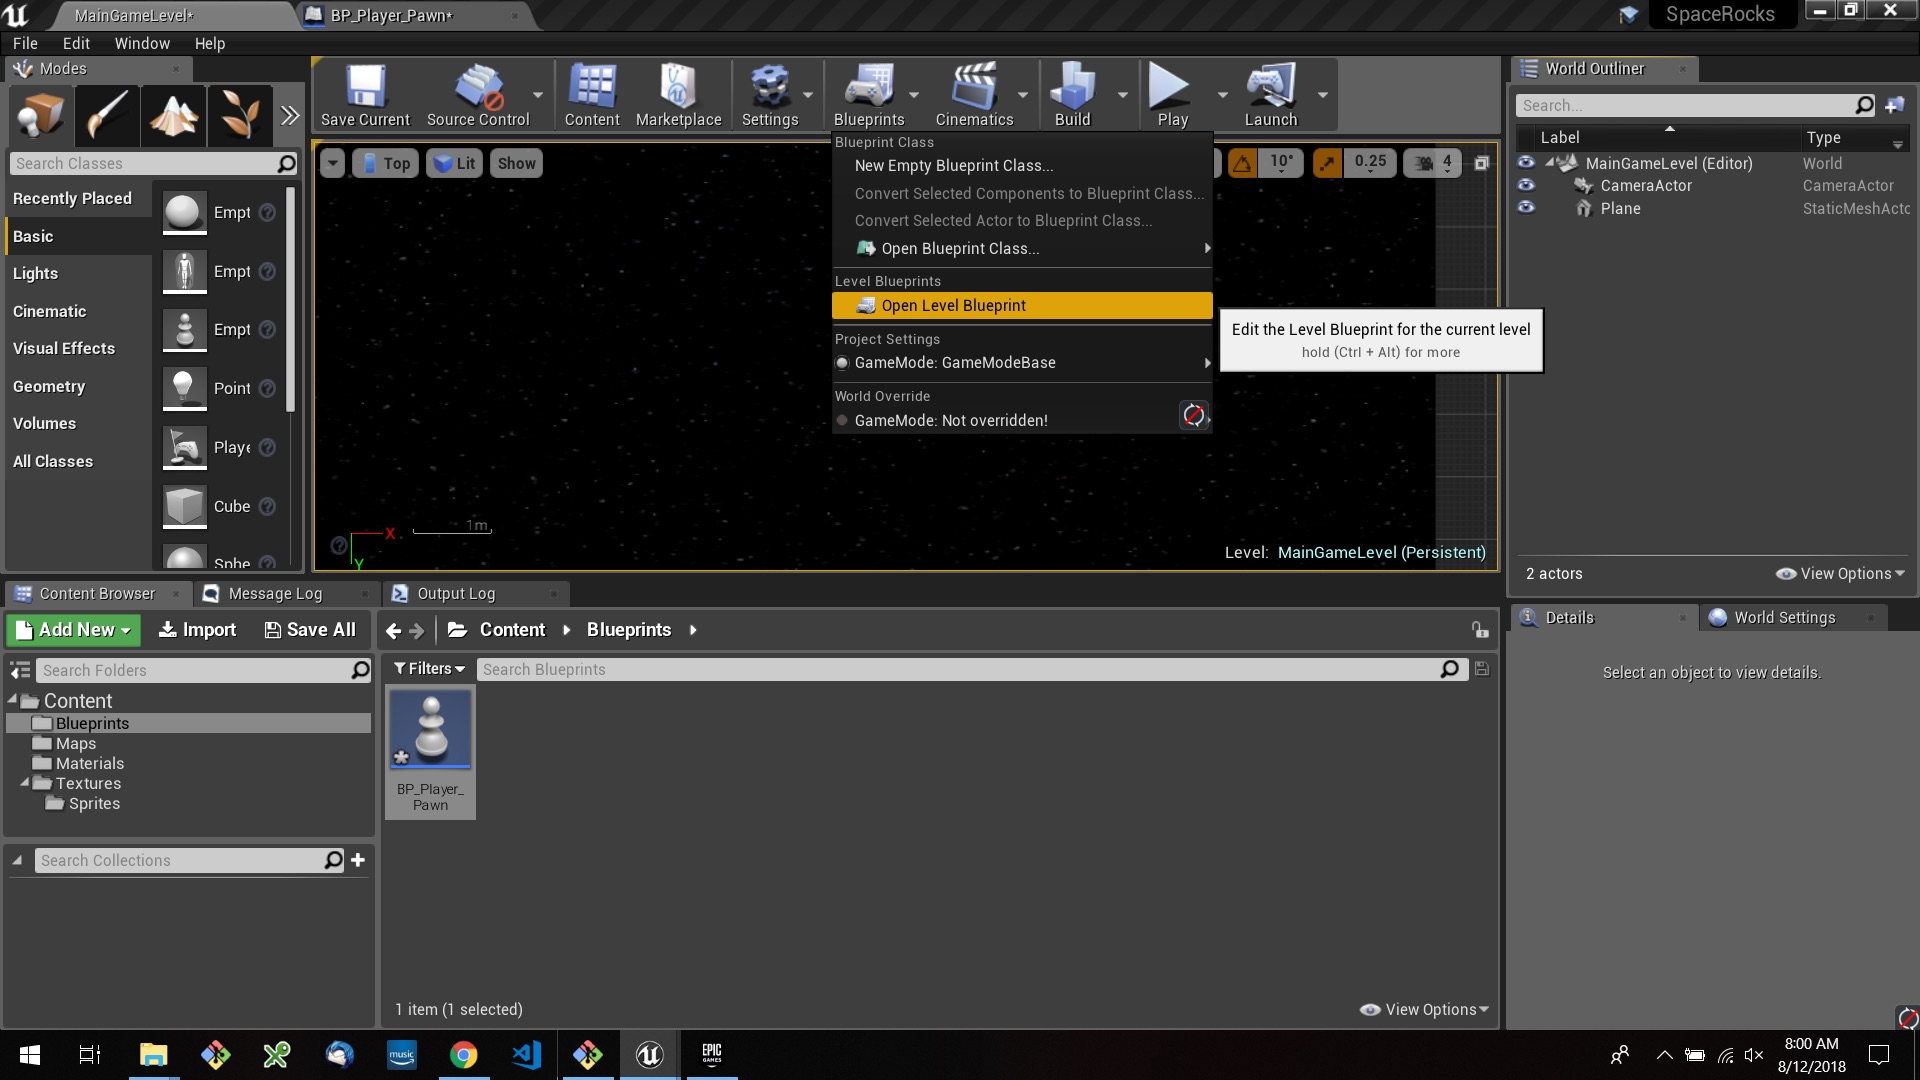 MainGameLevel*
BP_Player_Pawn*
SpaceRocks
File Edit Window Help
Modes
Search Classes
Recently Placed
Basic
Lights
Cinematic
Visual Effects
Geometry
Volumes
All Classes
Empt
Empt
Empt
Point
Playe
Cube
Sphe
Save Current
Source Control
Content
Marketplace
Settings
Blueprints
Cinematics
Build
Play
Launch
Top
Lit
Show
10°
0.25
4
Blueprint Class
New Empty Blueprint Class...
Convert Selected Components to Blueprint Class...
Convert Selected Actor to Blueprint Class...
Open Blueprint Class...
Level Blueprints
Open Level Blueprint
Project Settings
GameMode: GameModeBase
World Override
GameMode: Not overridden!
Edit the Level Blueprint for the current level
hold (Ctrl + Alt) for more
X
Y
1m
Level: MainGameLevel (Persistent)
World Outliner
Search...
Label Type
MainGameLevel (Editor) World
CameraActor CameraActor
Plane StaticMeshActo
2 actors
View Options
Content Browser
Message Log
Output Log
Add New
Import
Save All
Content
Blueprints
Search Folders
Filters
Search Blueprints
Content
Blueprints
Maps
Materials
Textures
Sprites
Search Collections
BP_Player_
Pawn
1 item (1 selected)
View Options
Details
World Settings
Select an object to view details.
music
EPIC
GAMES
8:00 AM
8/12/2018